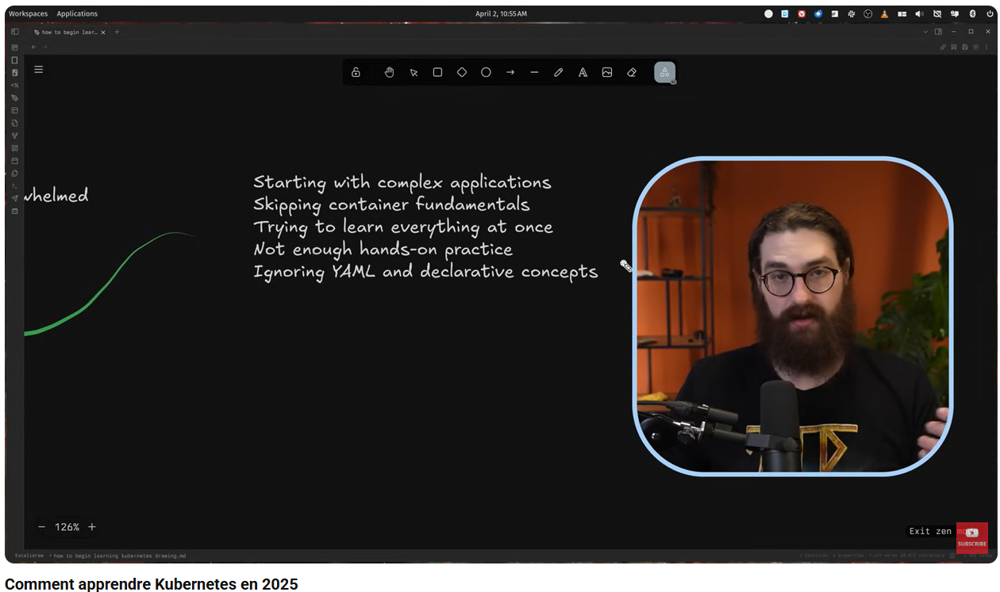 Workspaces Applications April 2, 10:55 AM
how to begin lear...
whelmed
Starting with complex applications
Skipping container fundamentals
Trying to learn everything at once
Not enough hands-on practice
Ignoring YAML and declarative concepts
126%
Exit zen
SUBSCRIBE
Excalidraw how to begin learning kubernetes drawing.md
Comment apprendre Kubernetes en 2025